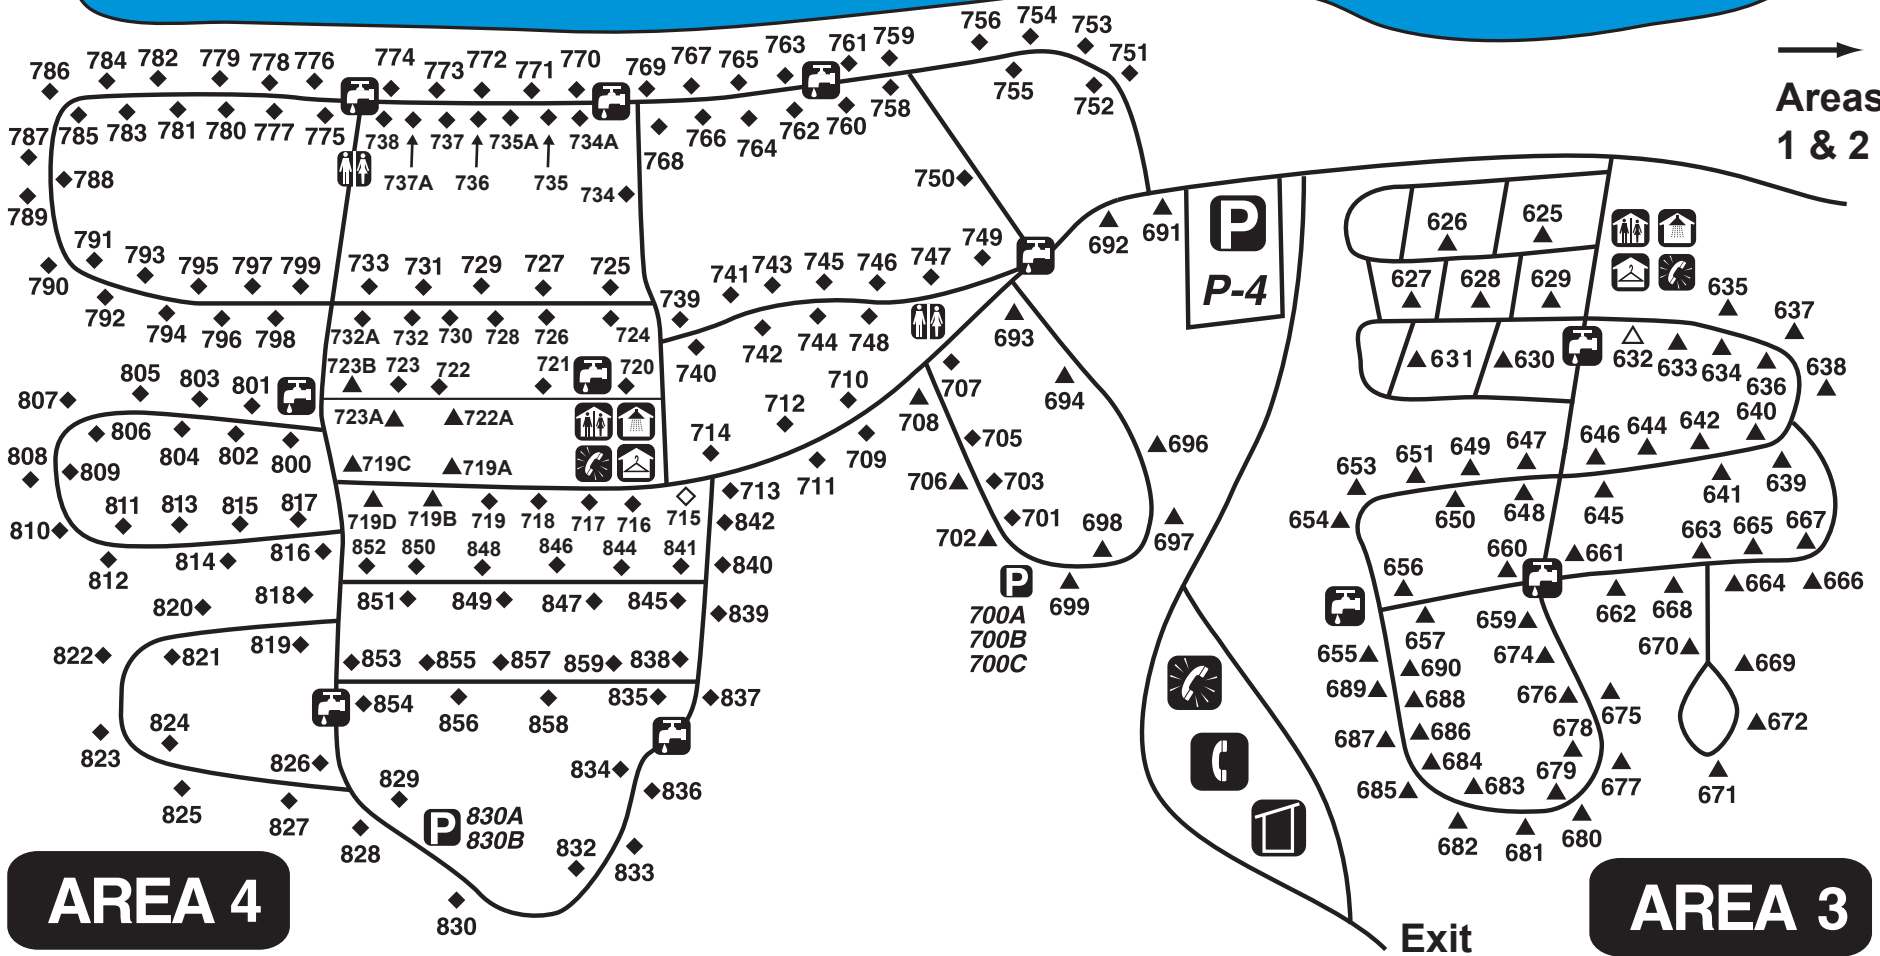 756 754 753 751
784 782 779 778 776 774 773 772 771 770 769 767 765 763 761 759
786
785 783 781 780 777 775 738 737 735A 734A 768 766 764 762 760 758 755 752
787 788 789
737A 736 735 734
750
Areas
1 & 2
P
P-4
692 691
626 625
627 628 629
631 630
790 791 793 795 797 799 733 731 729 727 725 739 741 743 745 746 747 749
792 794 796 798 732A 732 730 728 726 724 740 742 744 748 693
723B 723 722 721 720
723A 722A
719C 719A
719D 719B 719 718 717 716 715
714 712 710 709 711 713 707 708
694 696 705 706 703 701 702 698 697 699
P
700A
700B
700C
635 637 638
632 633 634 636
653 651 649 647 646 644 642 640
654 650 648 645 641 639
656 660 661 663 665 667
657 659 662 668 664 666
655 690 674 670 669
689 688 676 675 672
687 686 678
684 679 677 671
685 683
682 681 680
807 805 803 801
808 806 804 802 800
809 811 813 815 817
810 812 814 816
852 850 848 846 844 841 842
840
820 818 851 849 847 845 839
822 821 819 853 855 857 859 838
854 856 858 835 837
823 824 826 829 834 836
825 827 828
P
830A
830B
832 833
830
AREA 4
Exit
AREA 3